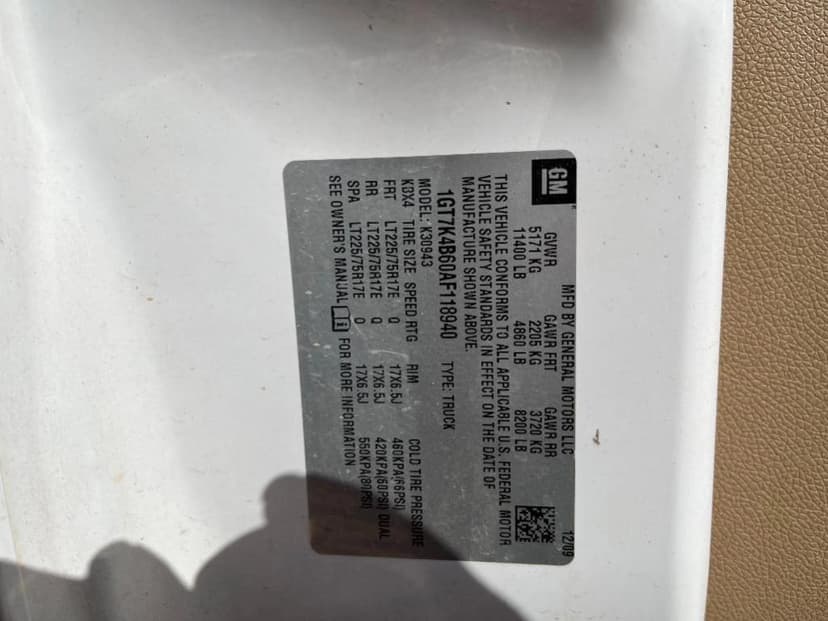 GM
MFD BY GENERAL MOTORS LLC 12/09
GVWR GAWR FRT GAWR RR
5171 KG 2205 KG 3720 KG
11400 LB 4860 LB 8200 LB
THIS VEHICLE CONFORMS TO ALL APPLICABLE U.S. FEDERAL MOTOR
VEHICLE SAFETY STANDARDS IN EFFECT ON THE DATE OF
MANUFACTURE SHOWN ABOVE.
1GT7K4B60AF118940 TYPE: TRUCK
MODEL: K30943
K3X4 TIRE SIZE SPEED RTG RIM COLD TIRE PRESSURE
FRT LT225/75R17E Q 17X6.5J 460KPA(66PSI)
RR LT225/75R17E Q 17X6.5J 420KPA(60PSI) DUAL
SPA LT225/75R17E Q 17X6.5J 550KPA(80PSI)
SEE OWNER'S MANUAL FOR MORE INFORMATION